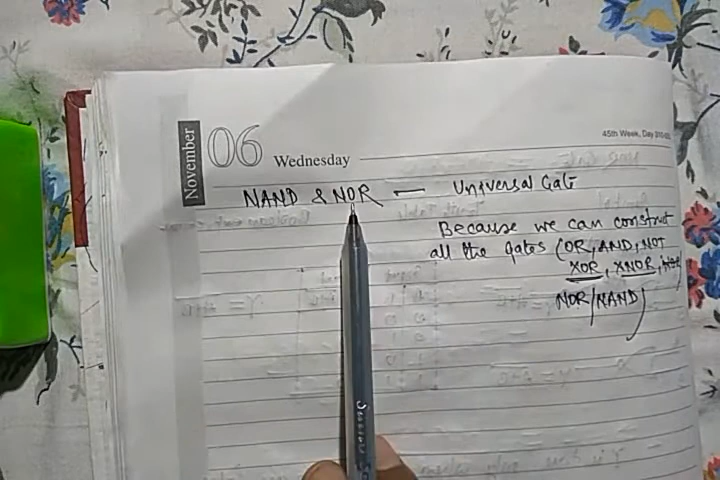 November
06
Wednesday
45th Week, Day
NAND & NOR — Universal Gate
Because we can construct
all the gates (OR, AND, NOT
XOR, XNOR,
NOR/NAND)